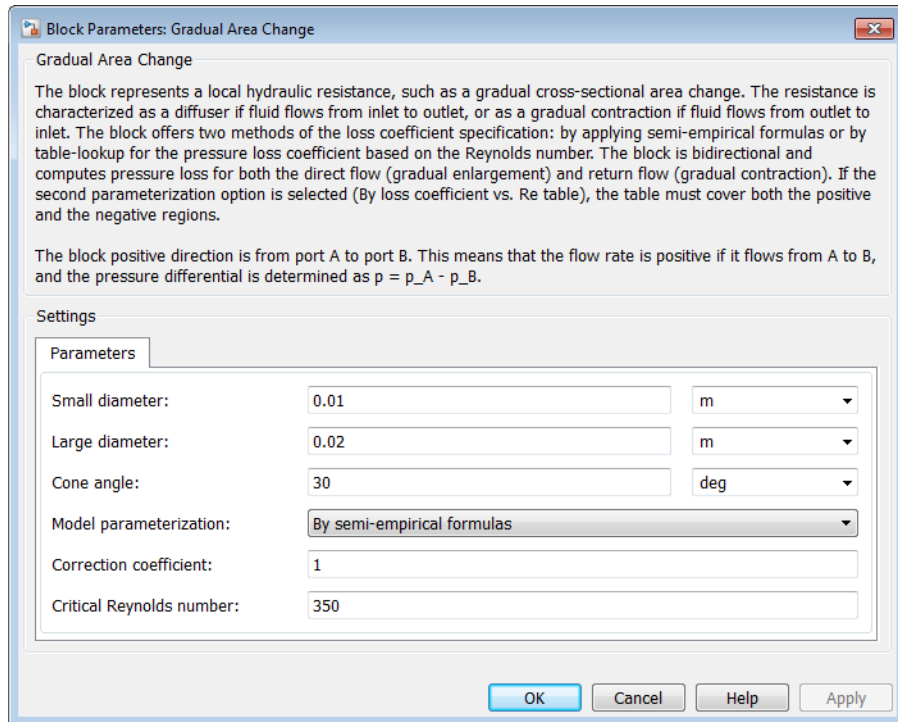 Block Parameters: Gradual Area Change
Gradual Area Change
The block represents a local hydraulic resistance, such as a gradual cross-sectional area change. The resistance is
characterized as a diffuser if fluid flows from inlet to outlet, or as a gradual contraction if fluid flows from outlet to
inlet. The block offers two methods of the loss coefficient specification: by applying semi-empirical formulas or by
table-lookup for the pressure loss coefficient based on the Reynolds number. The block is bidirectional and
computes pressure loss for both the direct flow (gradual enlargement) and return flow (gradual contraction). If the
second parameterization option is selected (By loss coefficient vs. Re table), the table must cover both the positive
and the negative regions.
The block positive direction is from port A to port B. This means that the flow rate is positive if it flows from A to B,
and the pressure differential is determined as p = p_A - p_B.
Settings
Parameters
Small diameter: 0.01 m
Large diameter: 0.02 m
Cone angle: 30 deg
Model parameterization: By semi-empirical formulas
Correction coefficient: 1
Critical Reynolds number: 350
OK Cancel Help Apply